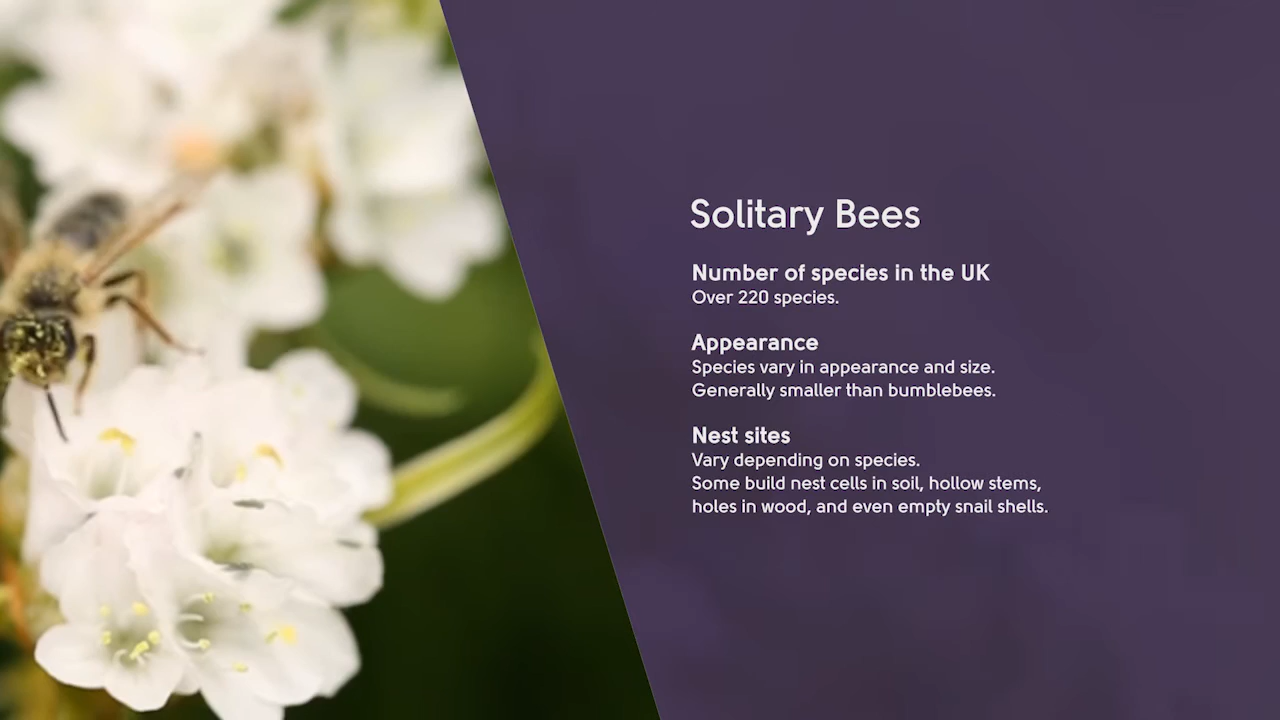 Solitary Bees
Number of species in the UK
Over 220 species.
Appearance
Species vary in appearance and size.
Generally smaller than bumblebees.
Nest sites
Vary depending on species.
Some build nest cells in soil, hollow stems,
holes in wood, and even empty snail shells.